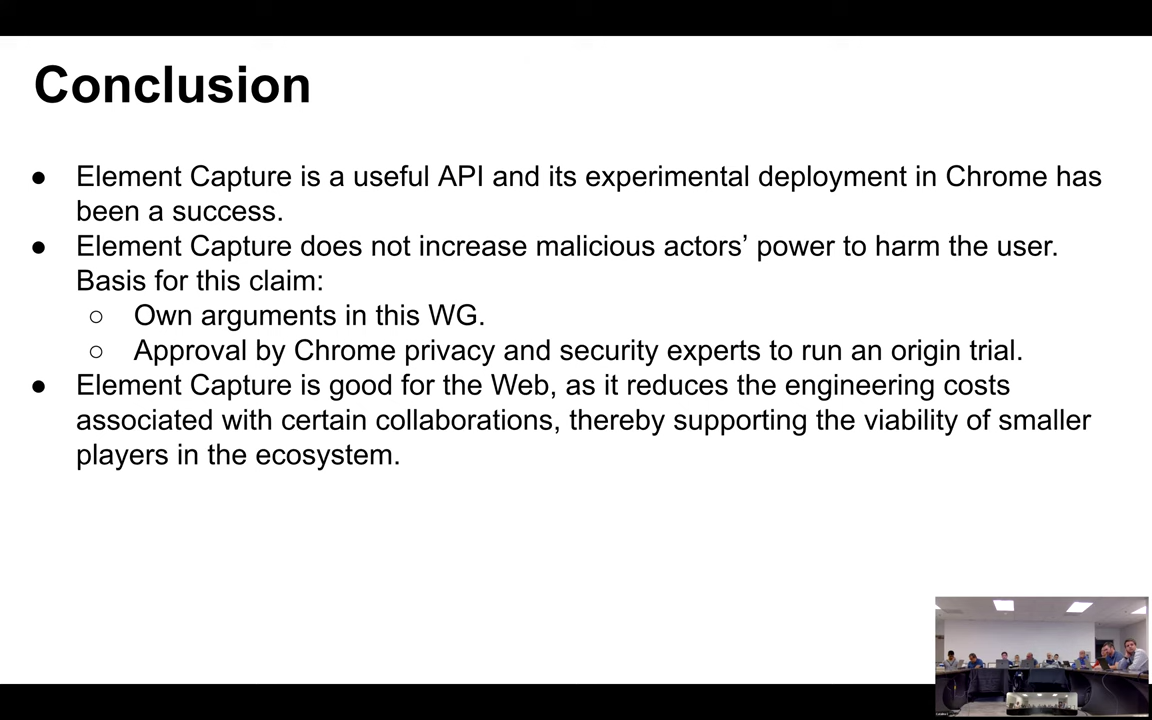 Conclusion
● Element Capture is a useful API and its experimental deployment in Chrome has
been a success.
● Element Capture does not increase malicious actors’ power to harm the user.
Basis for this claim:
○ Own arguments in this WG.
○ Approval by Chrome privacy and security experts to run an origin trial.
● Element Capture is good for the Web, as it reduces the engineering costs
associated with certain collaborations, thereby supporting the viability of smaller
players in the ecosystem.